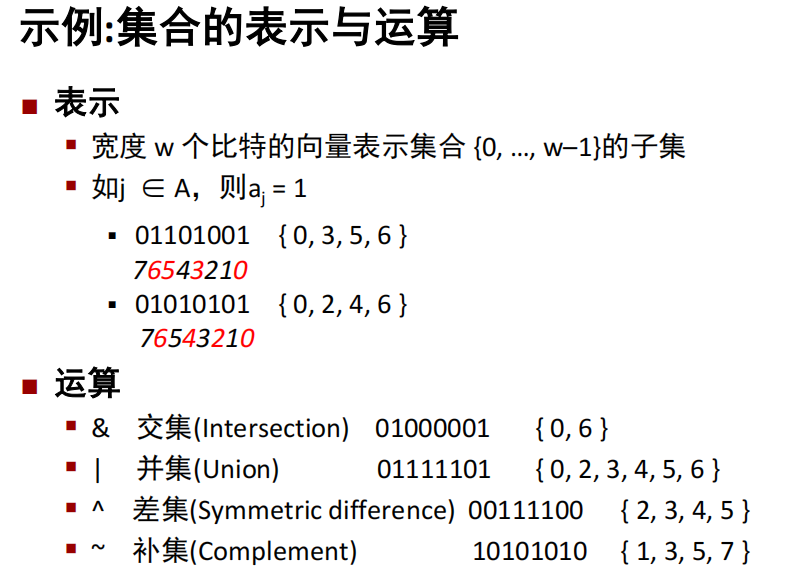 示例:集合的表示与运算
■ 表示
■ 宽度 w 个比特的向量表示集合 {0, …, w–1}的子集
■ 如j ∈ A，则aj = 1
▪ 01101001 { 0, 3, 5, 6 }
76543210
▪ 01010101 { 0, 2, 4, 6 }
76543210
■ 运算
■ & 交集(Intersection) 01000001 { 0, 6 }
■ | 并集(Union) 01111101 { 0, 2, 3, 4, 5, 6 }
■ ^ 差集(Symmetric difference) 00111100 { 2, 3, 4, 5 }
■ ~ 补集(Complement) 10101010 { 1, 3, 5, 7 }